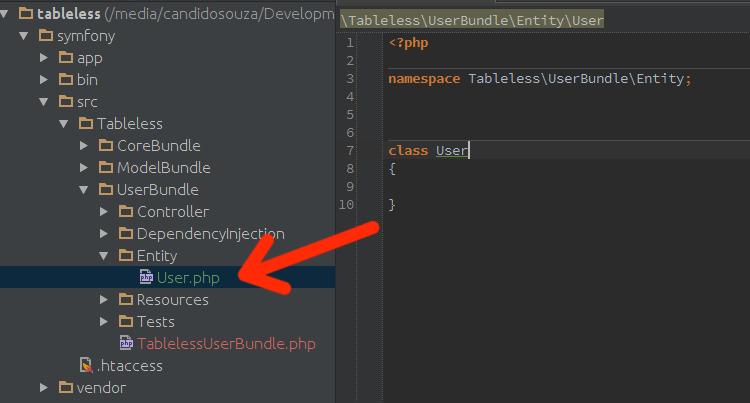 tableless (/media/candidosouza/Developm
symfony
app
bin
src
Tableless
CoreBundle
ModelBundle
UserBundle
Controller
DependencyInjection
Entity
php User.php
Resources
Tests
php TablelessUserBundle.php
.htaccess
vendor
\Tableless\UserBundle\Entity\User
1 <?php
2
3 namespace Tableless\UserBundle\Entity;
4
5
6
7 class User
8 {
9
10 }